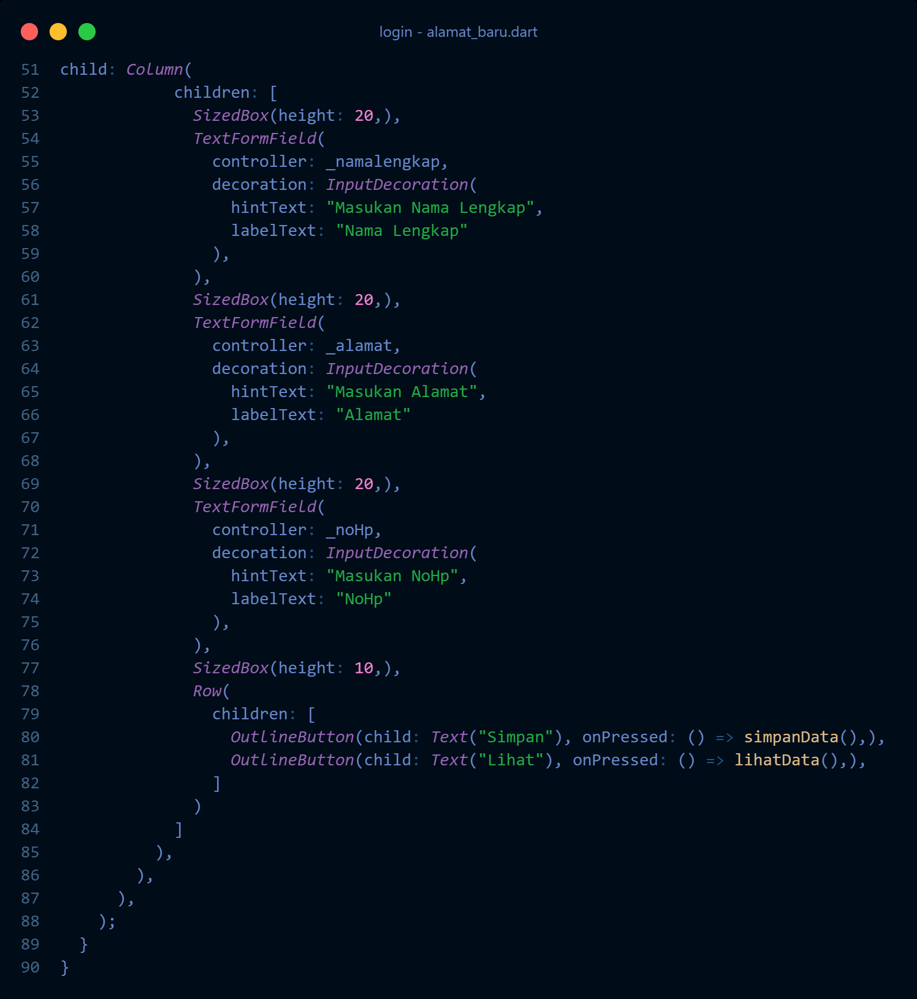 login - alamat_baru.dart
51 child: Column(
52             children: [
53               SizedBox(height: 20,),
54               TextFormField(
55                 controller: _namalengkap,
56                 decoration: InputDecoration(
57                   hintText: "Masukan Nama Lengkap",
58                   labelText: "Nama Lengkap"
59                 ),
60               ),
61               SizedBox(height: 20,),
62               TextFormField(
63                 controller: _alamat,
64                 decoration: InputDecoration(
65                   hintText: "Masukan Alamat",
66                   labelText: "Alamat"
67                 ),
68               ),
69               SizedBox(height: 20,),
70               TextFormField(
71                 controller: _noHp,
72                 decoration: InputDecoration(
73                   hintText: "Masukan NoHp",
74                   labelText: "NoHp"
75                 ),
76               ),
77               SizedBox(height: 10,),
78               Row(
79                 children: [
80                   OutlineButton(child: Text("Simpan"), onPressed: () => simpanData(),),
81                   OutlineButton(child: Text("Lihat"), onPressed: () => lihatData(),),
82                 ]
83               )
84             ]
85           ),
86         ),
87       ),
88     );
89   }
90 }